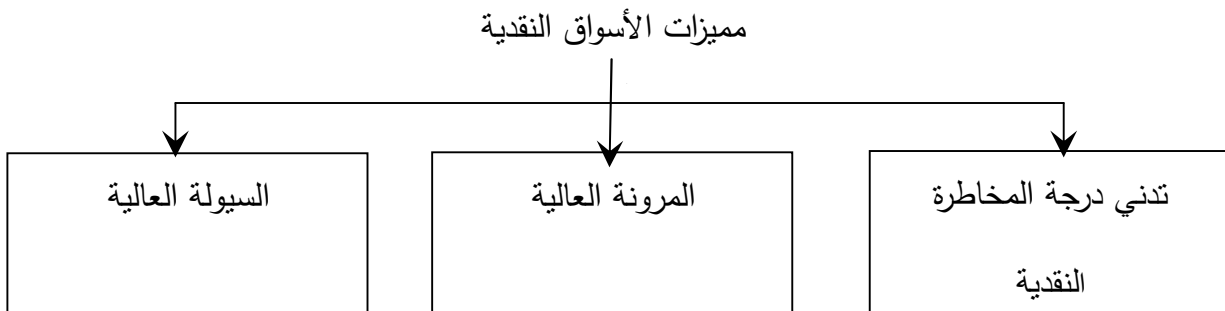 مميزات الأسواق النقدية
تدني درجة المخاطرة
النقدية
المرونة العالية
السيولة العالية